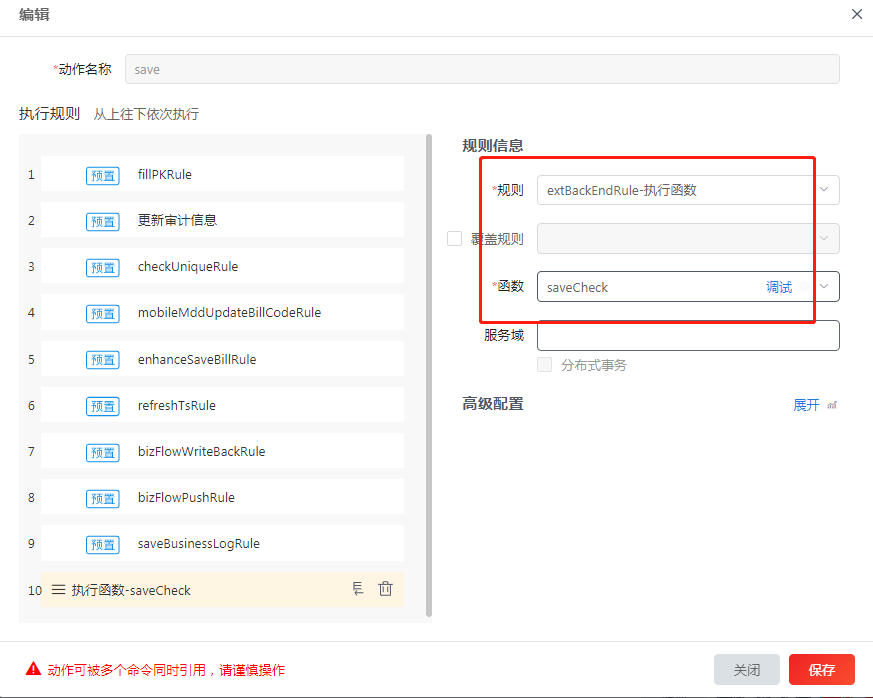 编辑
*动作名称 save
执行规则 从上往下依次执行
1 预置 fillPKRule
2 预置 更新审计信息
3 预置 checkUniqueRule
4 预置 mobileMddUpdateBillCodeRule
5 预置 enhanceSaveBillRule
6 预置 refreshTsRule
7 预置 bizFlowWriteBackRule
8 预置 bizFlowPushRule
9 预置 saveBusinessLogRule
10 执行函数-saveCheck
规则信息
*规则 extBackEndRule-执行函数
覆盖规则
*函数 saveCheck 调试
服务域
分布式事务
高级配置 展开
动作可被多个命令同时引用，请谨慎操作
关闭 保存